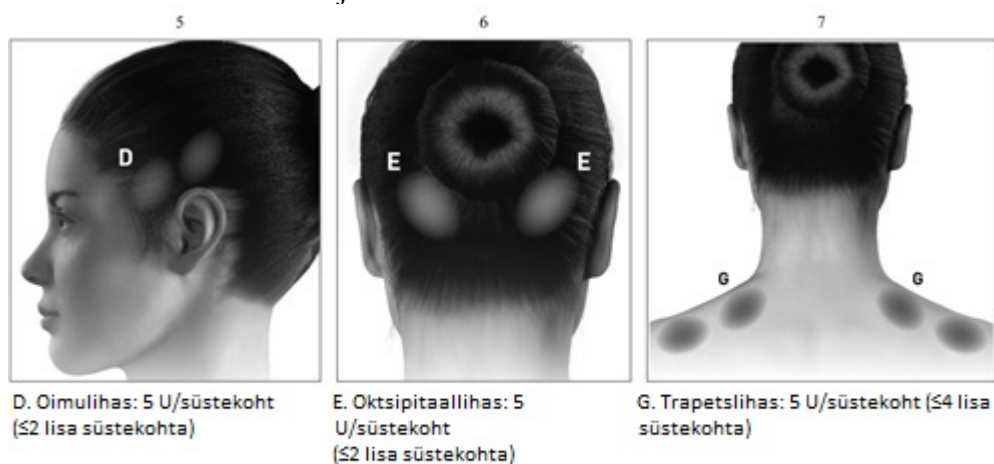 5
6
7
D
E
E
G
G
D. Oimulihas: 5 U/süstekoht
(≤2 lisa süstekohta)
E. Oktsipitaallihas: 5
U/süstekoht
(≤2 lisa süstekohta)
G. Trapetslihas: 5 U/süstekoht (≤4 lisa
süstekohta)